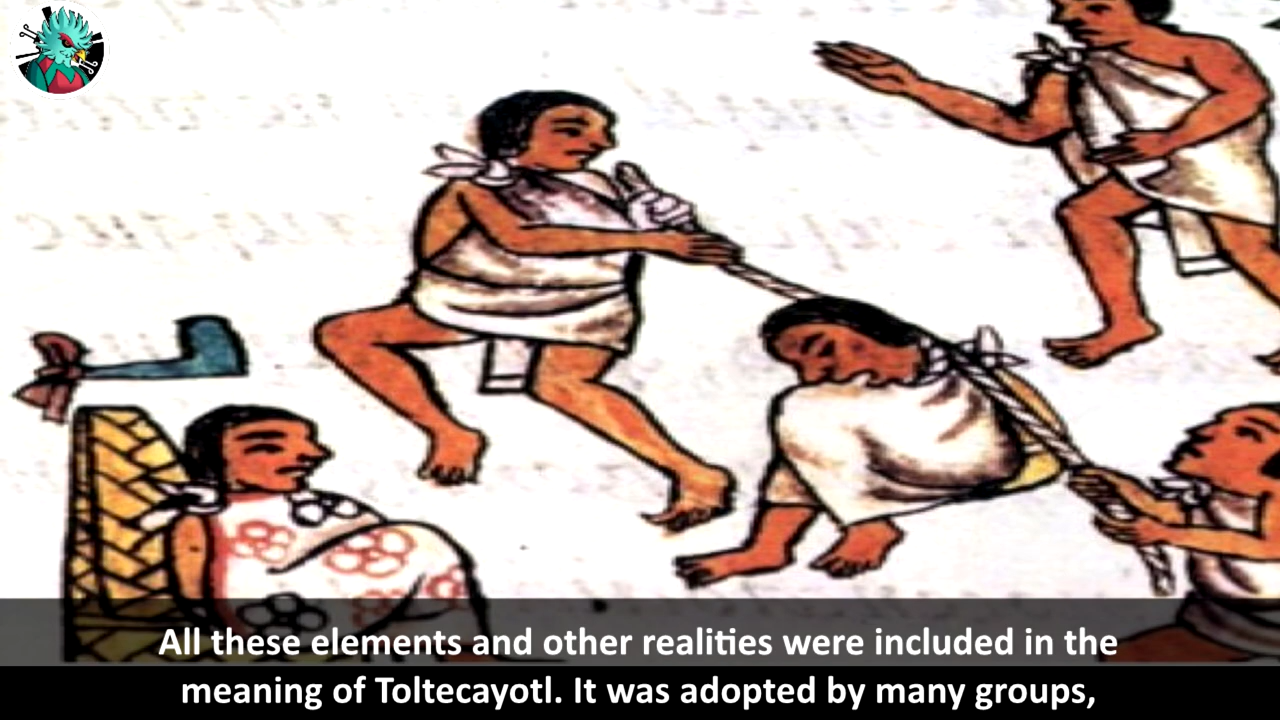 All these elements and other realities were included in the
meaning of Toltecayotl. It was adopted by many groups,